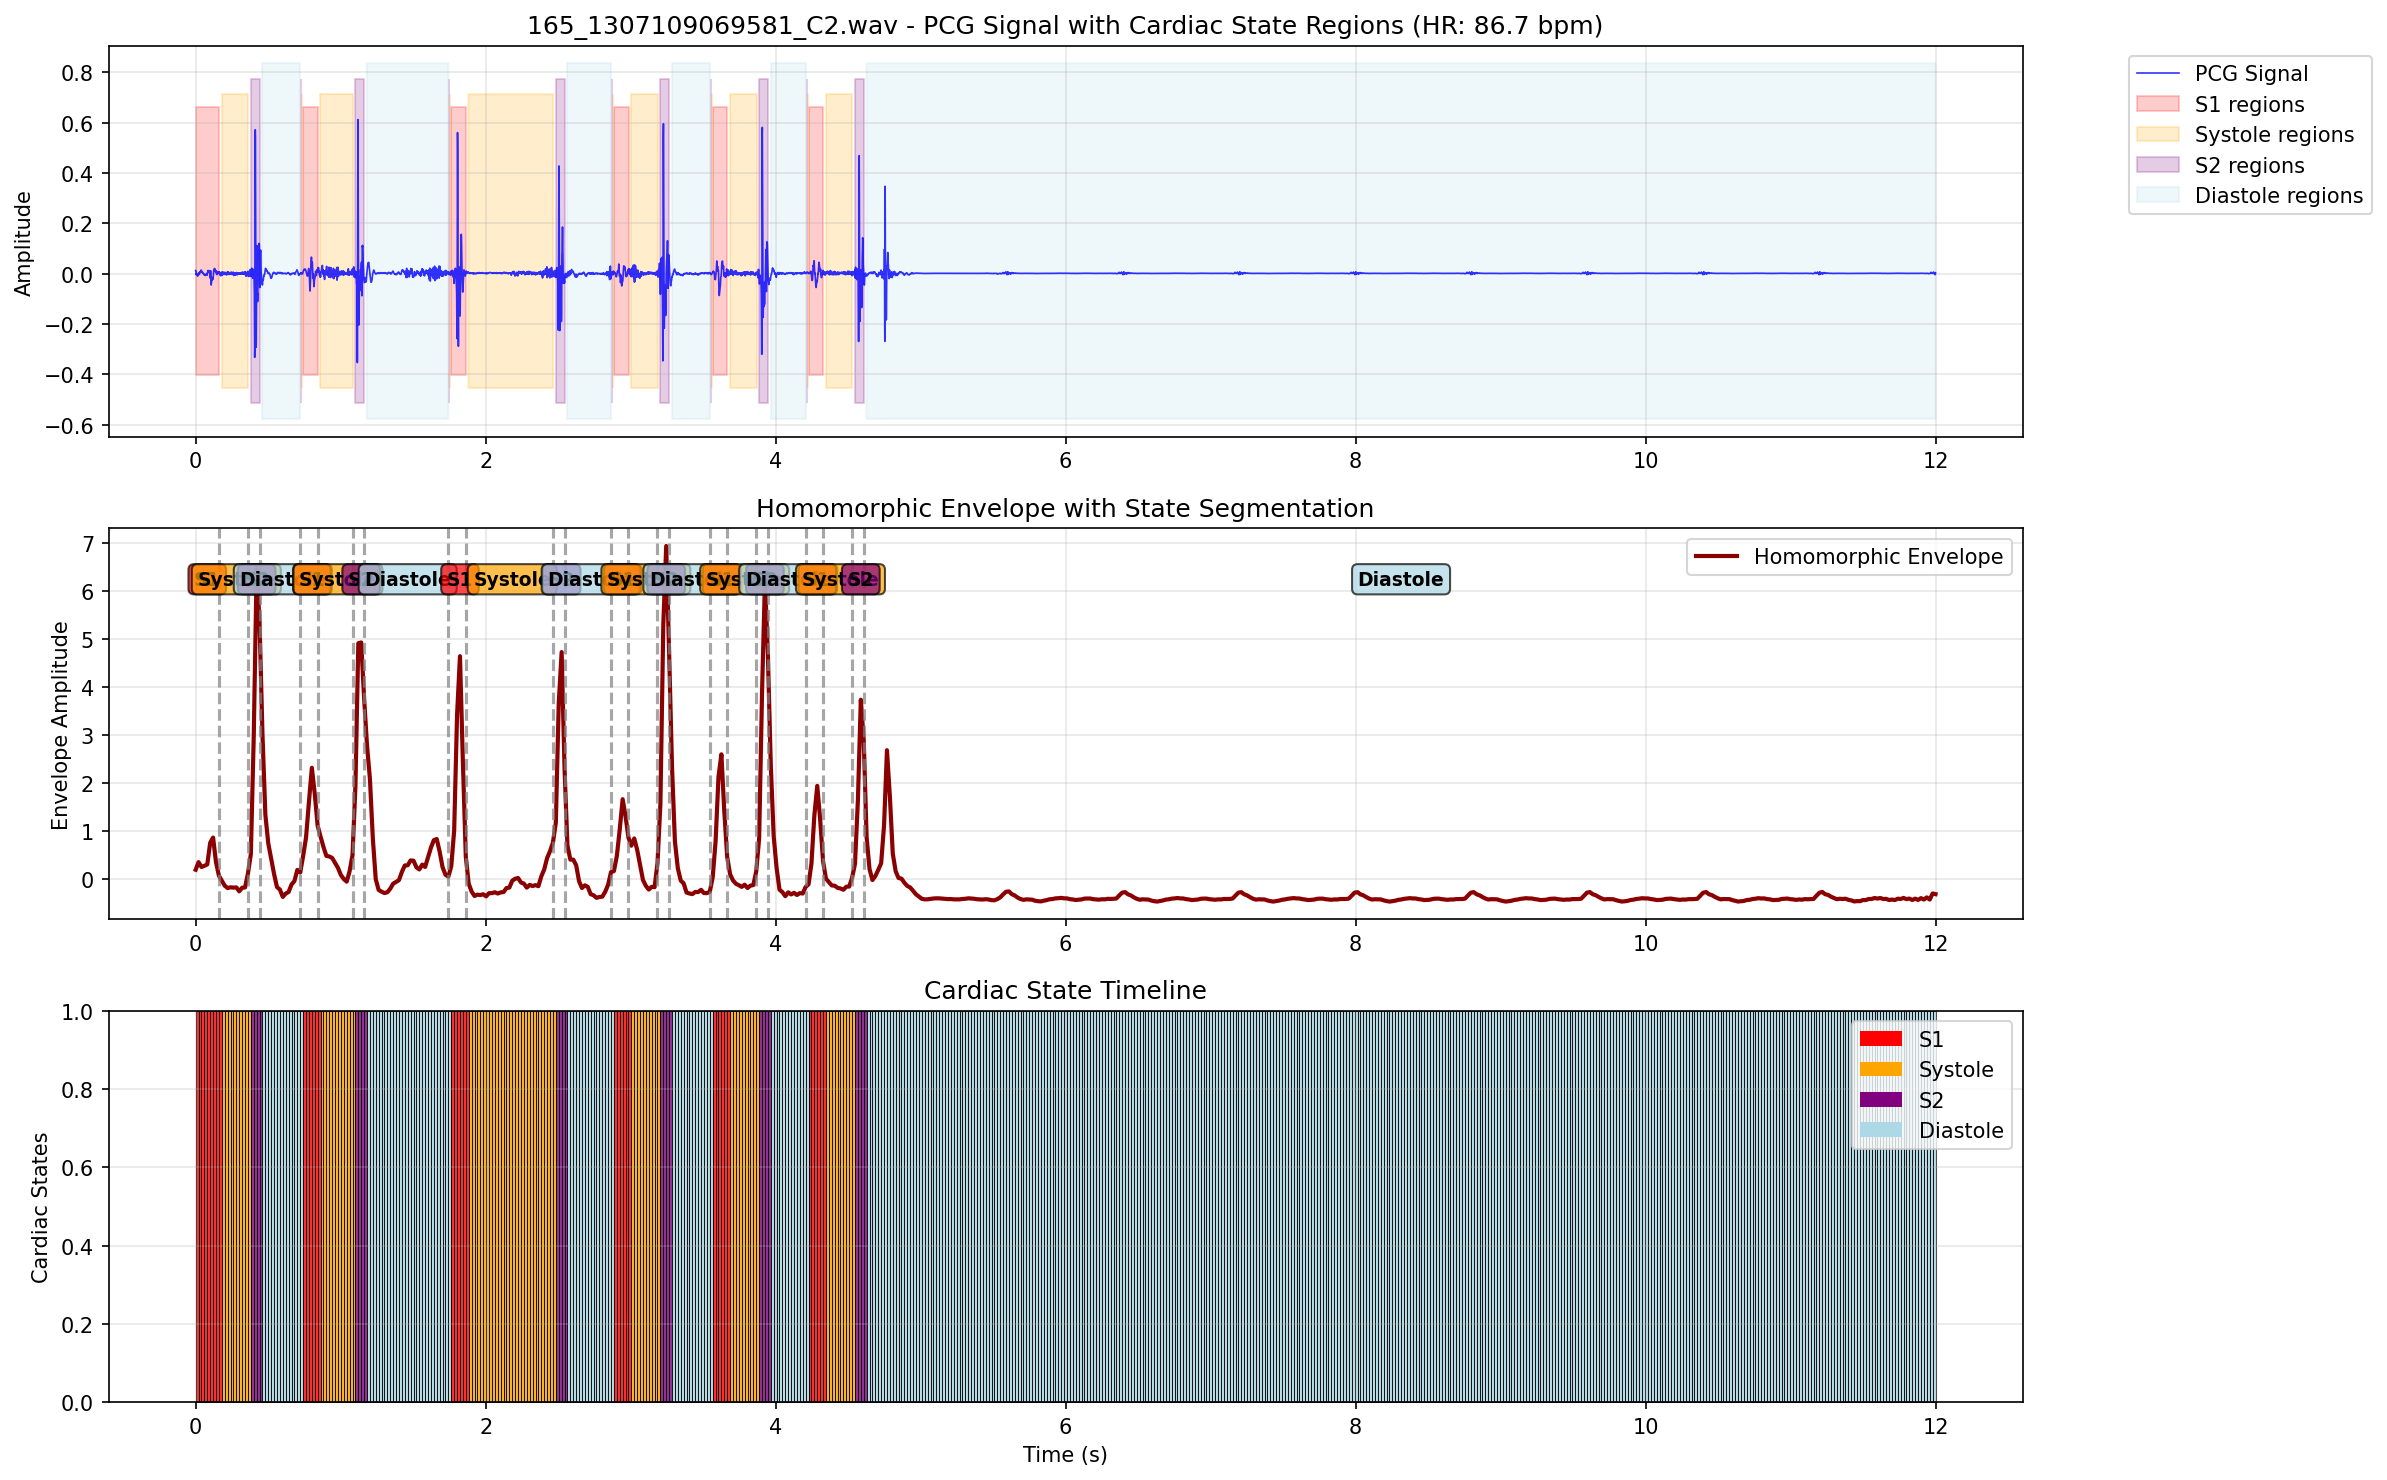 165_1307109069581_C2.wav - PCG Signal with Cardiac State Regions (HR: 86.7 bpm)
Amplitude
0.8
0.6
0.4
0.2
0.0
−0.2
−0.4
−0.6
0 2 4 6 8 10 12
PCG Signal
S1 regions
Systole regions
S2 regions
Diastole regions
Homomorphic Envelope with State Segmentation
Envelope Amplitude
7
6
5
4
3
2
1
0
Homomorphic Envelope
Diastole
S1
Diastole
S2
Diastole
0 2 4 6 8 10 12
Cardiac State Timeline
Cardiac States
1.0
0.8
0.6
0.4
0.2
0.0
S1
Systole
S2
Diastole
0 2 4 6 8 10 12
Time (s)